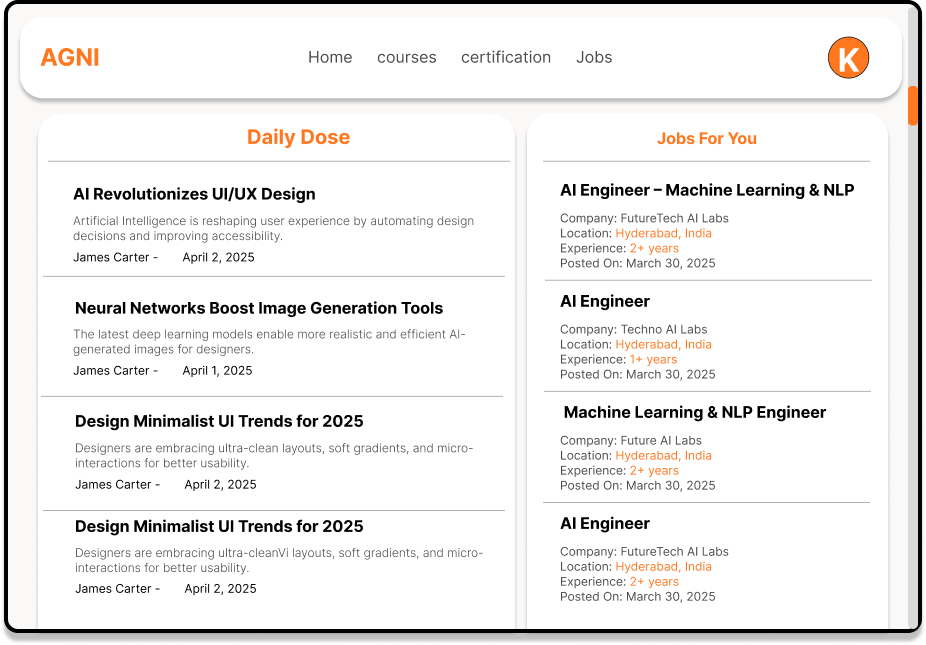 AGNI
Home courses certification Jobs
K
Daily Dose
AI Revolutionizes UI/UX Design
Artificial Intelligence is reshaping user experience by automating design
decisions and improving accessibility.
James Carter - April 2, 2025
Neural Networks Boost Image Generation Tools
The latest deep learning models enable more realistic and efficient AI-
generated images for designers.
James Carter - April 1, 2025
Design Minimalist UI Trends for 2025
Designers are embracing ultra-clean layouts, soft gradients, and micro-
interactions for better usability.
James Carter - April 2, 2025
Design Minimalist UI Trends for 2025
Designers are embracing ultra-cleanVi layouts, soft gradients, and micro-
interactions for better usability.
James Carter - April 2, 2025
Jobs For You
AI Engineer – Machine Learning & NLP
Company: FutureTech AI Labs
Location: Hyderabad, India
Experience: 2+ years
Posted On: March 30, 2025
AI Engineer
Company: Techno AI Labs
Location: Hyderabad, India
Experience: 1+ years
Posted On: March 30, 2025
Machine Learning & NLP Engineer
Company: Future AI Labs
Location: Hyderabad, India
Experience: 2+ years
Posted On: March 30, 2025
AI Engineer
Company: FutureTech AI Labs
Location: Hyderabad, India
Experience: 2+ years
Posted On: March 30, 2025